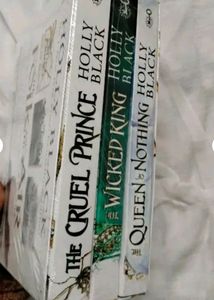 THE CRUEL PRINCE
HOLLY
BLACK
THE WICKED KING
HOLLY
BLACK
THE QUEEN of NOTHING
HOLLY
BLACK